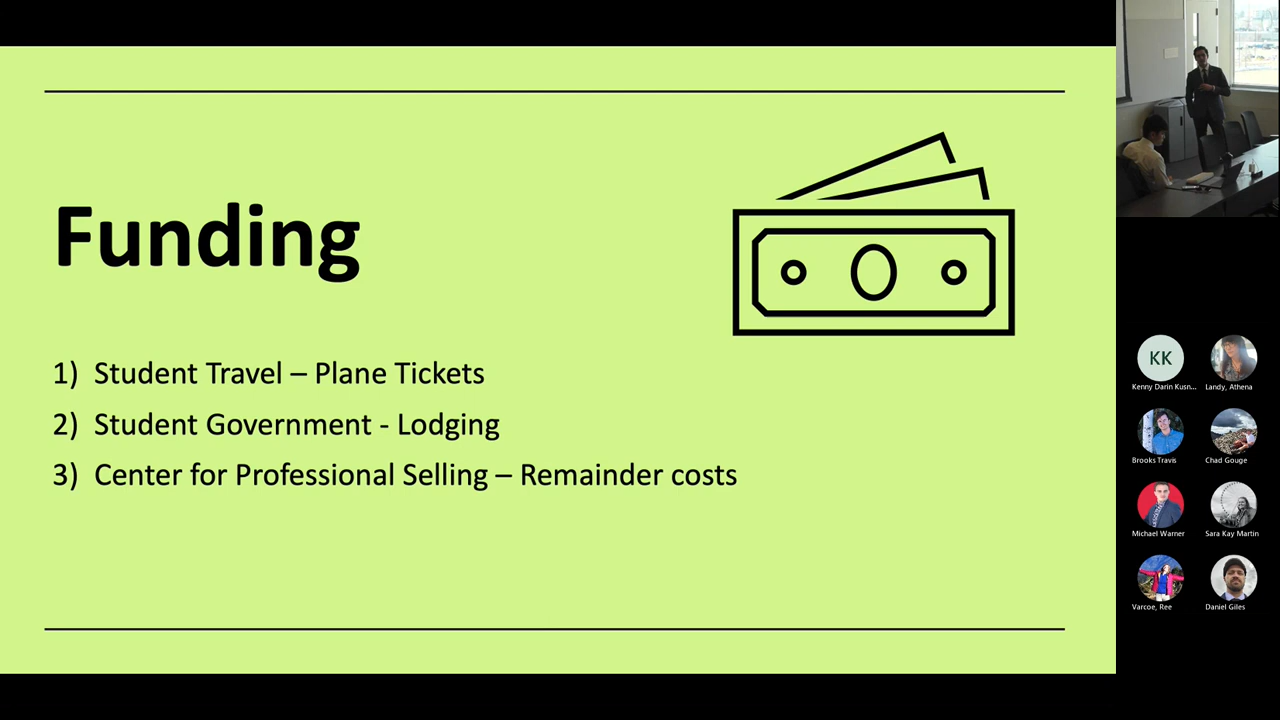 Funding
1) Student Travel – Plane Tickets
2) Student Government - Lodging
3) Center for Professional Selling – Remainder costs
KK
Kenny Darin Kusn...
Landy, Athena
Brooks Travis
Chad Gouge
Michael Warner
Sara Kay Martin
Varcoe, Ree
Daniel Giles